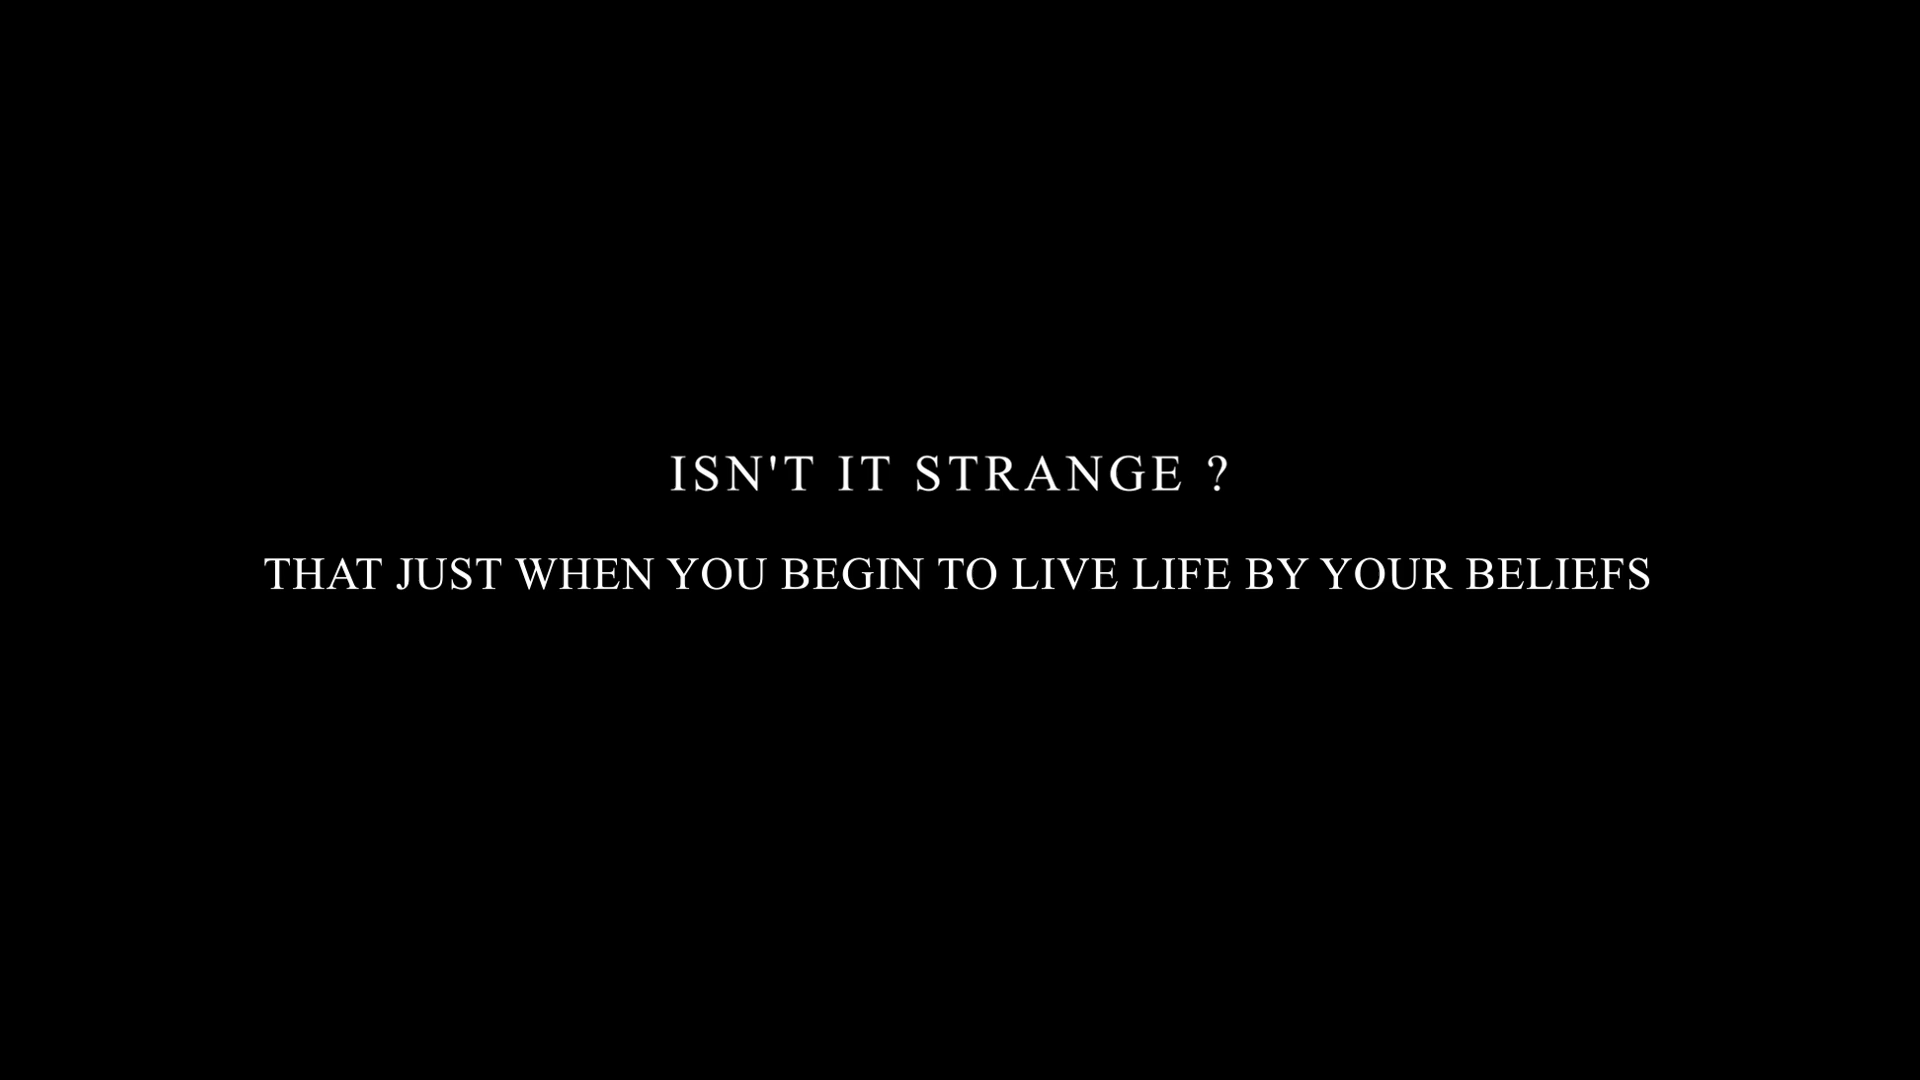 ISN'T IT STRANGE ?
THAT JUST WHEN YOU BEGIN TO LIVE LIFE BY YOUR BELIEFS